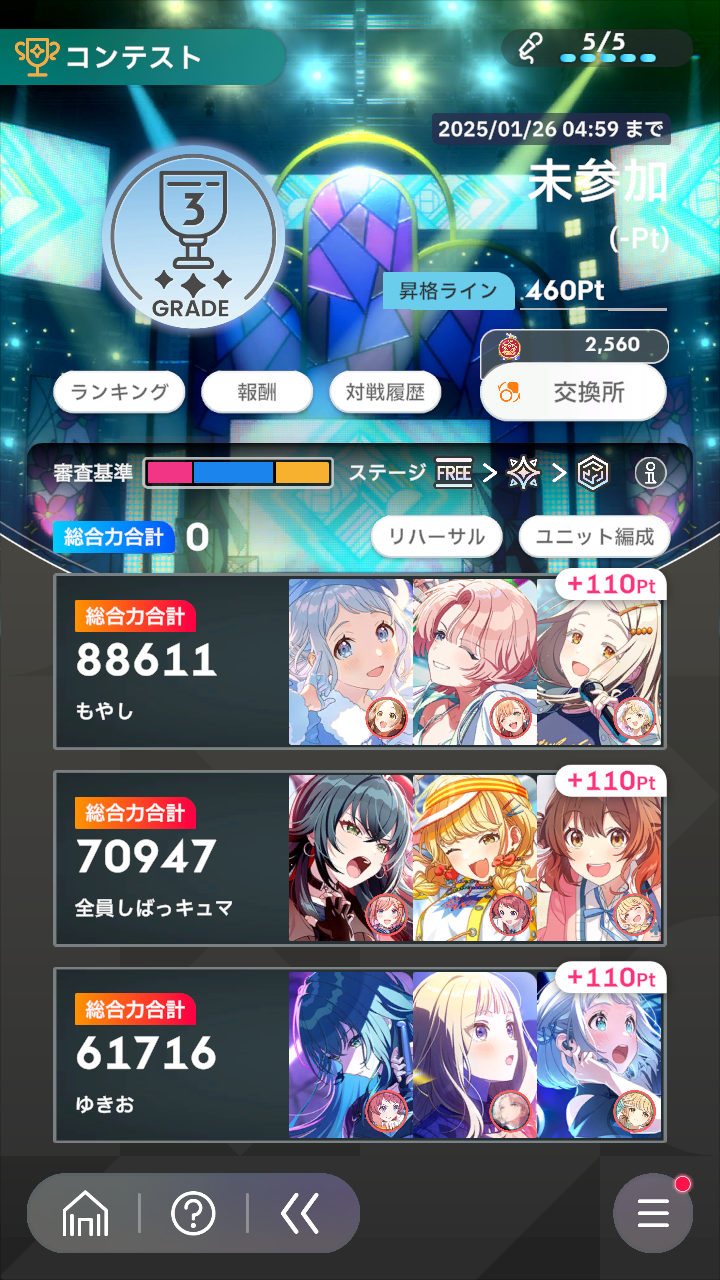 コンテスト
5/5
2025/01/26 04:59 まで
未参加
(-Pt)
3
GRADE
昇格ライン 460Pt
2,560
ランキング 報酬 対戦履歴 交換所
審査基準 ステージ FREE
総合力合計 0 リハーサル ユニット編成
+110Pt
総合力合計
88611
もやし
+110Pt
総合力合計
70947
全員しばっキュマ
+110Pt
総合力合計
61716
ゆきお